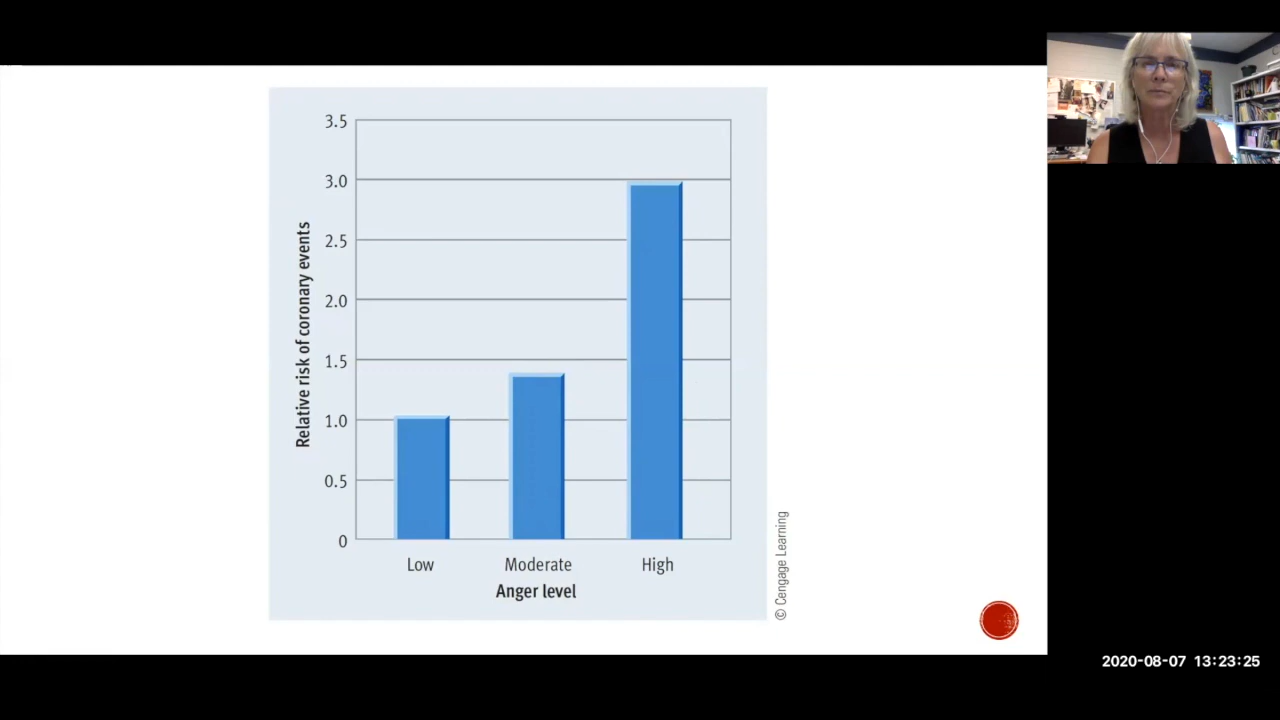 3.5
3.0
2.5
2.0
1.5
1.0
0.5
0
Relative risk of coronary events
Low Moderate High
Anger level
© Cengage Learning
2020-08-07 13:23:25